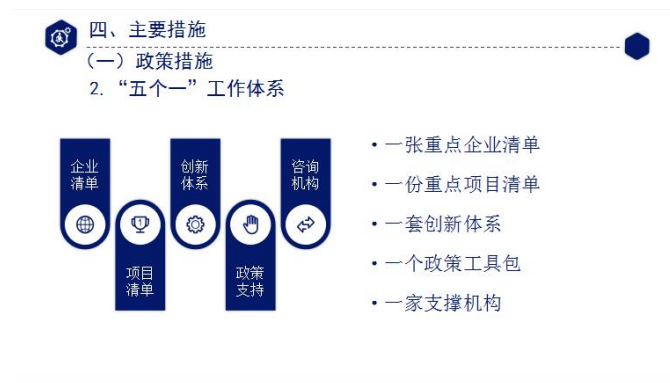 四、主要措施
（一）政策措施
2.“五个一”工作体系
企业
清单
创新
体系
咨询
机构
项目
清单
政策
支持
•一张重点企业清单
•一份重点项目清单
•一套创新体系
•一个政策工具包
•一家支撑机构